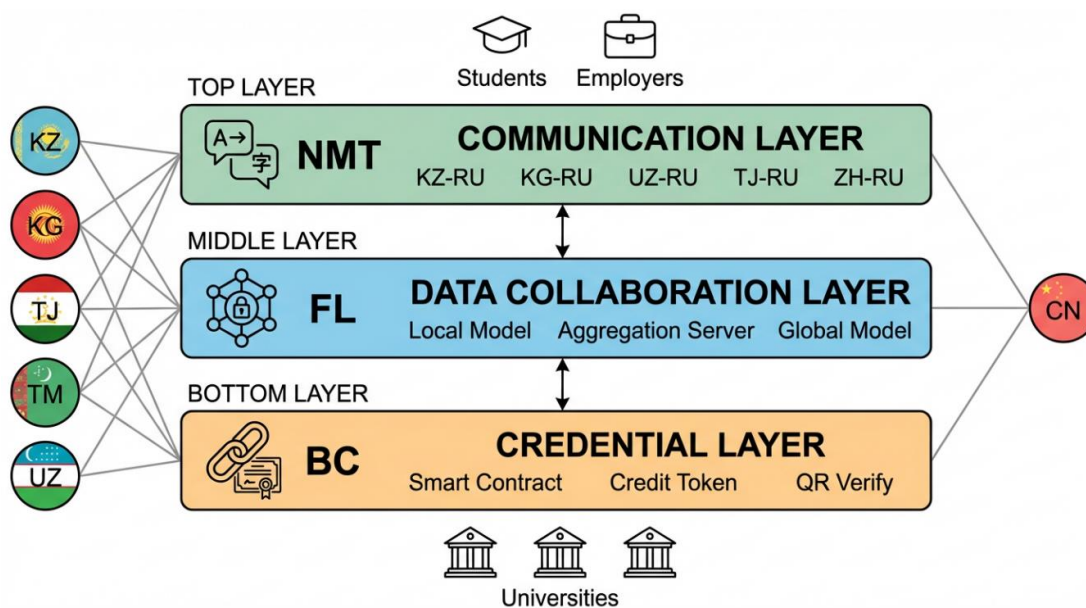 Students Employers
TOP LAYER
KZ
A→
字
NMT
COMMUNICATION LAYER
KZ-RU KG-RU UZ-RU TJ-RU ZH-RU
KG
MIDDLE LAYER
TJ
FL
DATA COLLABORATION LAYER
Local Model Aggregation Server Global Model
CN
TM
BOTTOM LAYER
UZ
BC
CREDENTIAL LAYER
Smart Contract Credit Token QR Verify
Universities